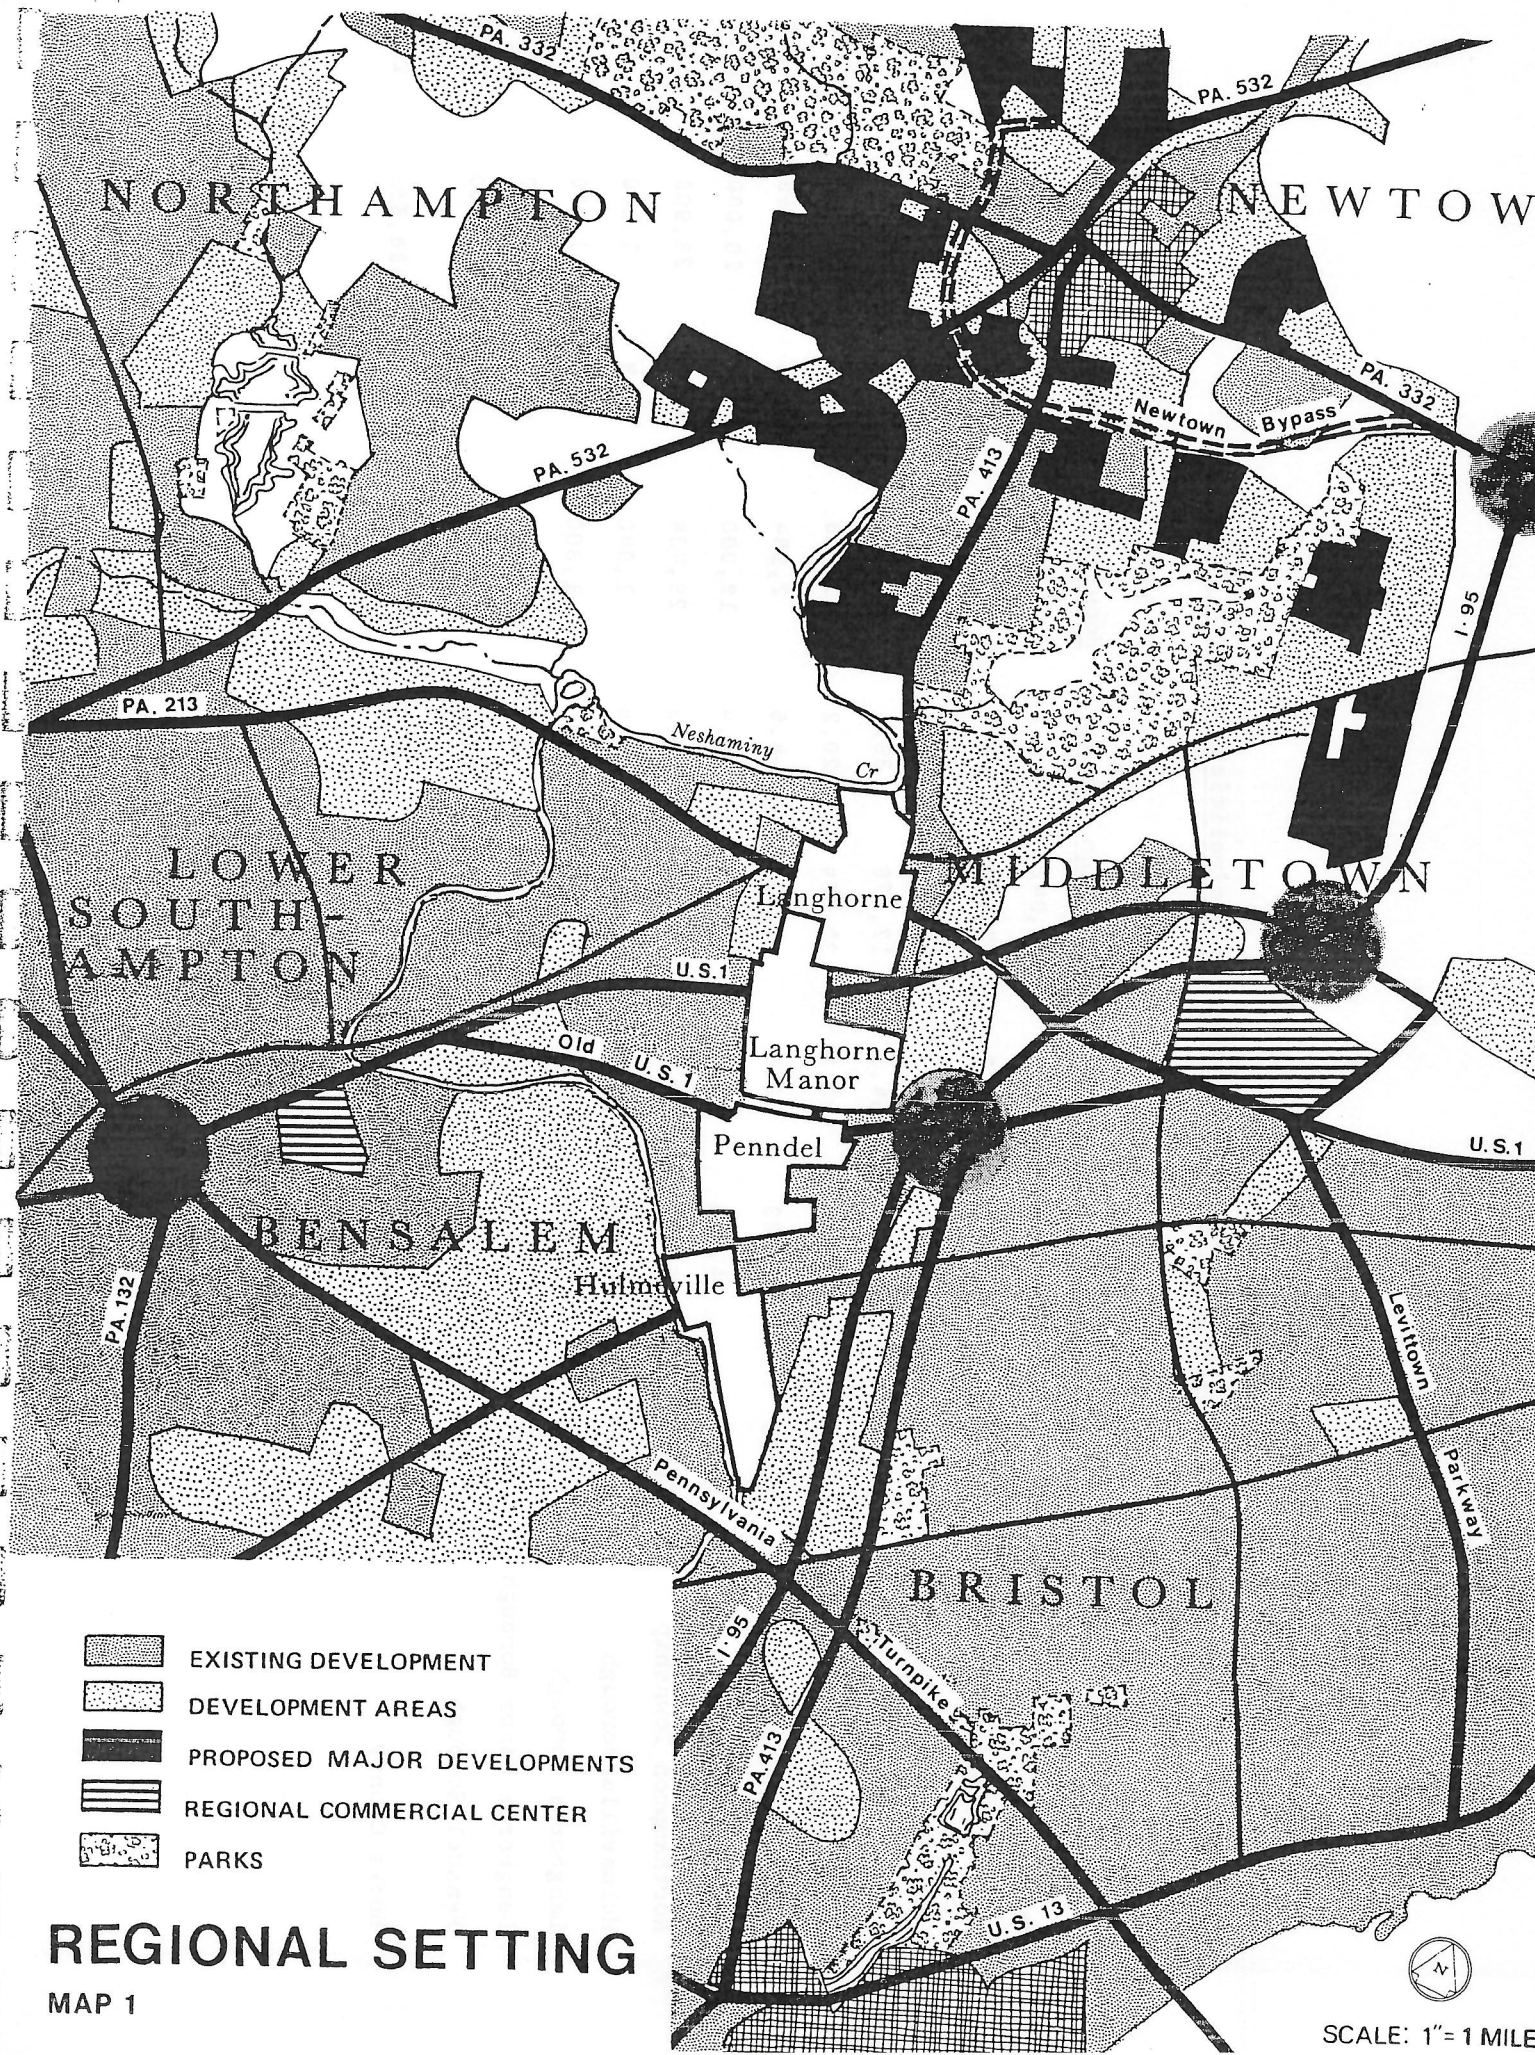 PA. 332
PA. 532
NORTHAMPTON
NEWTOW
PA. 332
Newtown Bypass
PA. 532
PA. 413
I-95
PA. 213
Neshaminy
Cr
LOWER
SOUTH-
AMPTON
MIDDLETOWN
Langhorne
U.S.1
Old U.S.1
Langhorne
Manor
Penndel
U.S.1
BENSALEM
Hulmeville
PA. 132
Levittown
Parkway
Pennsylvania
BRISTOL
I-95
Turnpike
PA 413
U.S. 13
EXISTING DEVELOPMENT
DEVELOPMENT AREAS
PROPOSED MAJOR DEVELOPMENTS
REGIONAL COMMERCIAL CENTER
PARKS
REGIONAL SETTING
MAP 1
N
SCALE: 1"= 1 MILE